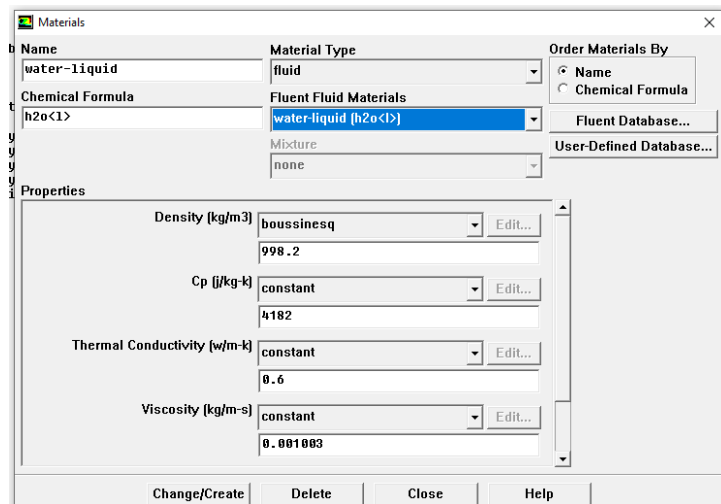 Materials
Name
water-liquid
Chemical Formula
h2o<l>
Material Type
fluid
Fluent Fluid Materials
water-liquid (h2o<l>)
Mixture
none
Order Materials By
Name
Chemical Formula
Fluent Database...
User-Defined Database...
Properties
Density (kg/m3) boussinesq Edit...
998.2
Cp (j/kg-k) constant Edit...
4182
Thermal Conductivity (w/m-k) constant Edit...
0.6
Viscosity (kg/m-s) constant Edit...
0.001003
Change/Create Delete Close Help